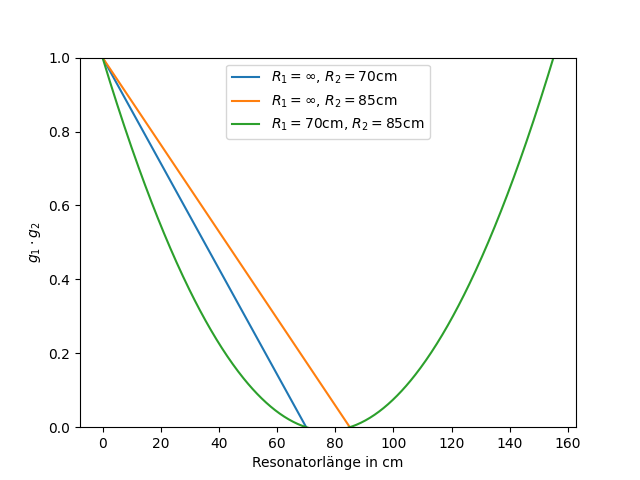 1.0
0.8
0.6
0.4
0.2
0.0
g₁ · g₂
R₁ = ∞, R₂ = 70cm
R₁ = ∞, R₂ = 85cm
R₁ = 70cm, R₂ = 85cm
0 20 40 60 80 100 120 140 160
Resonatorlänge in cm